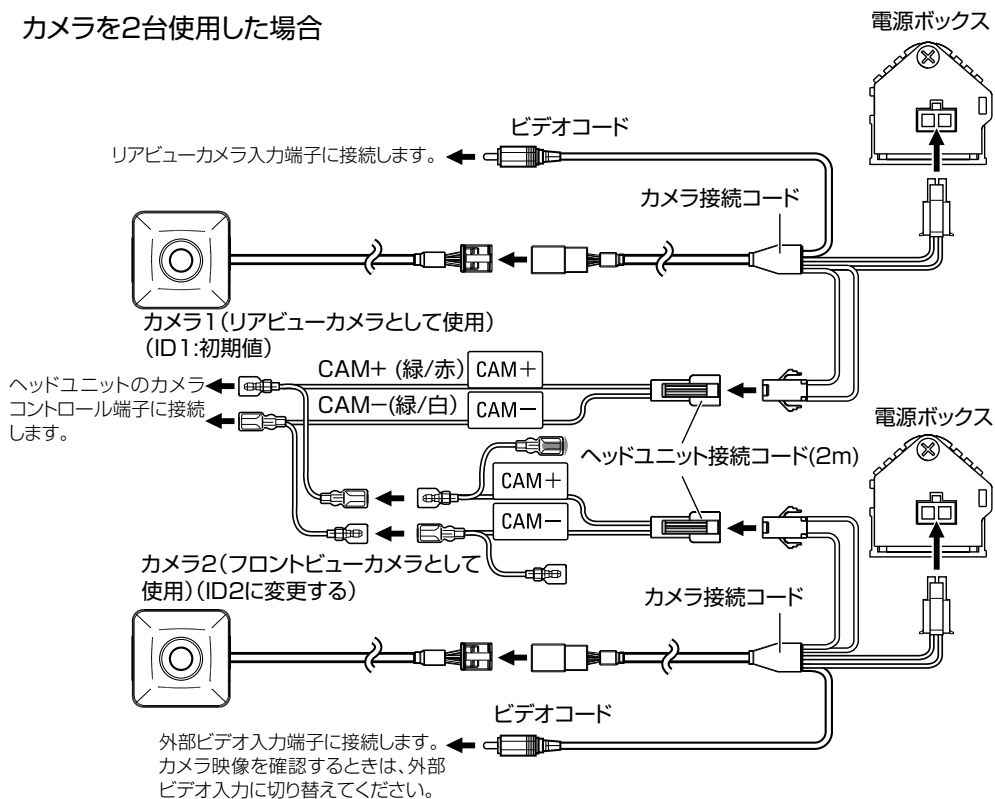 カメラを2台使用した場合
電源ボックス
ビデオコード
リアビューカメラ入力端子に接続します。
カメラ接続コード
カメラ1(リアビューカメラとして使用)
(ID1:初期値)
CAM+ (緑/赤) CAM+
ヘッドユニットのカメラ
コントロール端子に接続
します。
CAM−(緑/白) CAM−
電源ボックス
ヘッドユニット接続コード(2m)
CAM+
CAM−
カメラ2(フロントビューカメラとして
使用)(ID2に変更する)
カメラ接続コード
ビデオコード
外部ビデオ入力端子に接続します。
カメラ映像を確認するときは、外部
ビデオ入力に切り替えてください。